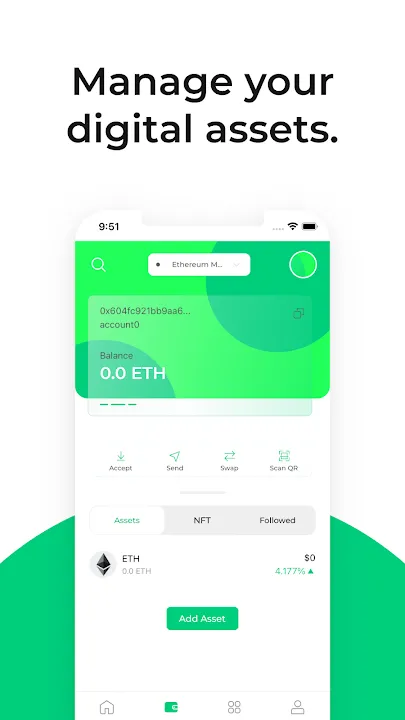 Manage your
digital assets.
9:51
Ethereum M...
0x604fc921bb9aa6...
account0
Balance
0.0 ETH
Accept
Send
Swap
Scan QR
Assets
NFT
Followed
ETH
$0
0.0 ETH
4.177%
Add Asset